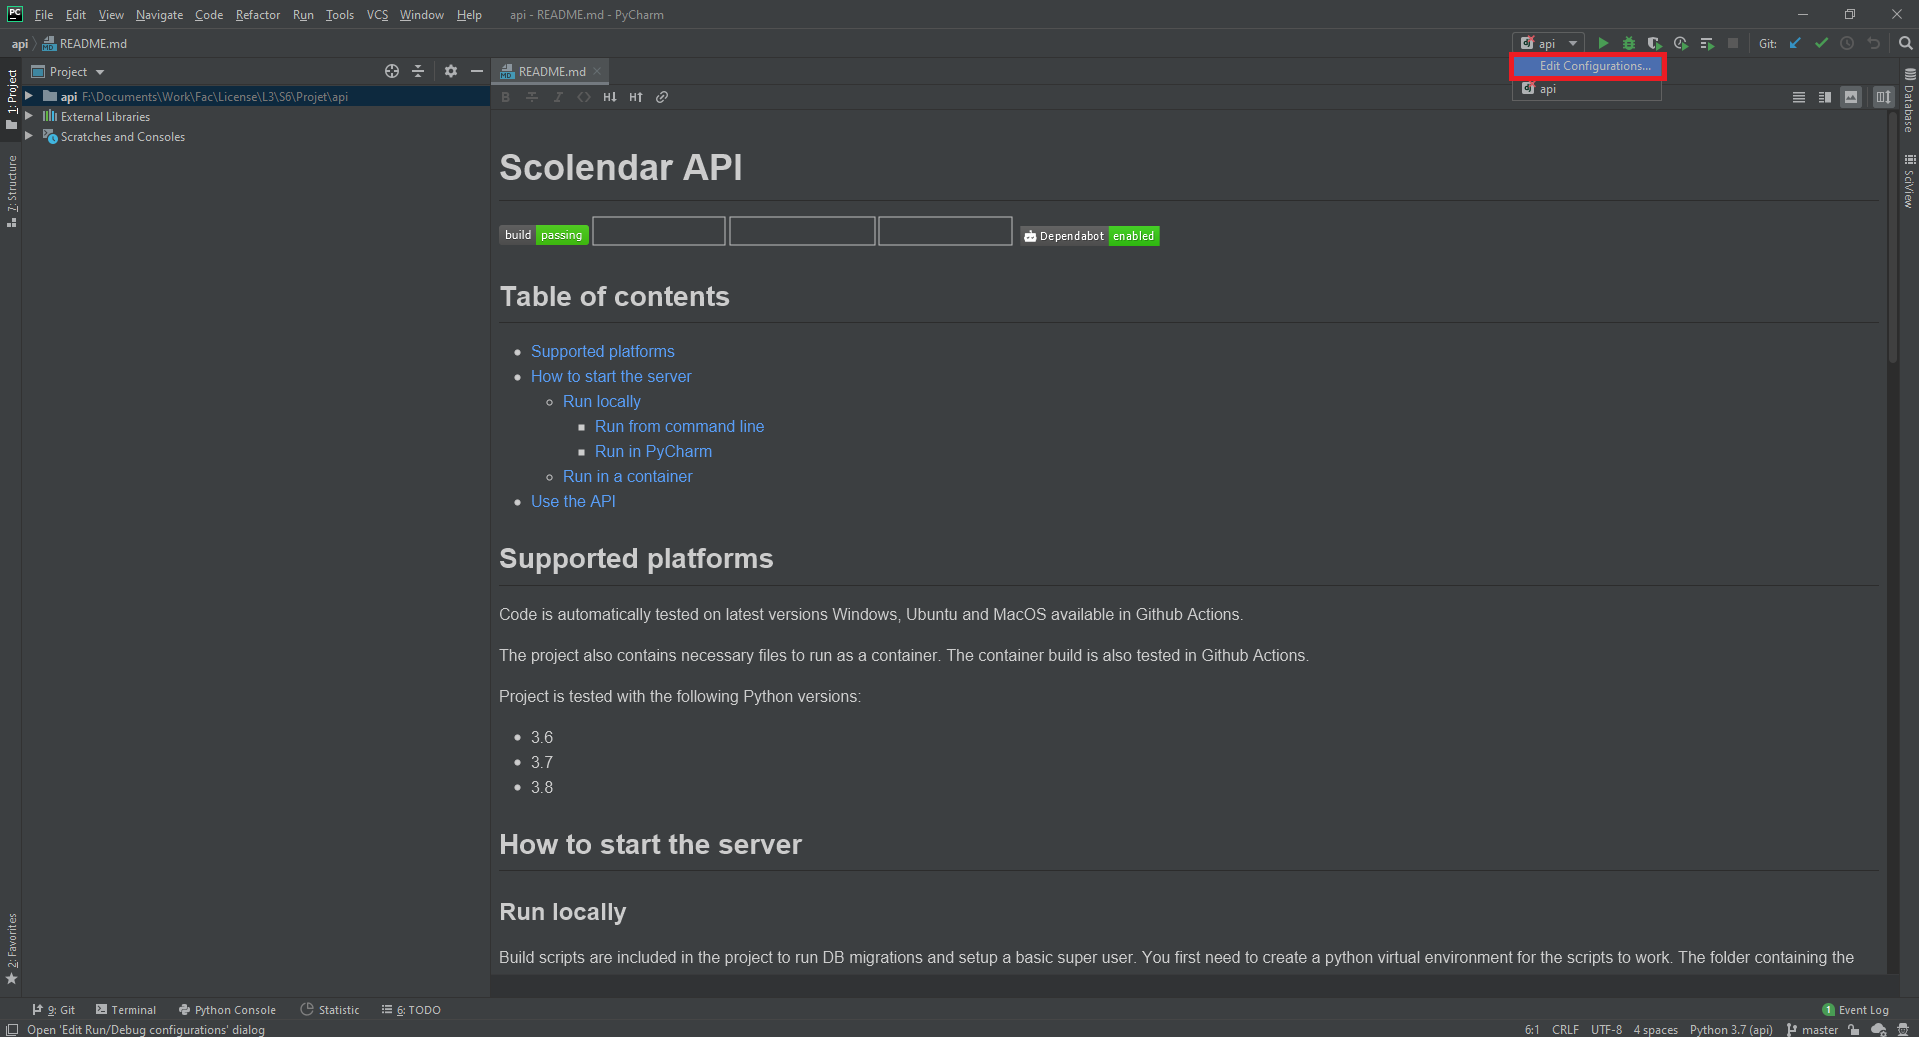 PC File Edit View Navigate Code Refactor Run Tools VCS Window Help api - README.md - PyCharm
api README.md api Git:
Project README.md Edit Configurations...
api F:\Documents\Work\Fac\License\L3\S6\Projet\api B I <> H↓ H↑ api
External Libraries
Scratches and Consoles
1: Project
7: Structure
2: Favorites
Database
SciView
Scolendar API
build passing Dependabot enabled
Table of contents
Supported platforms
How to start the server
Run locally
Run from command line
Run in PyCharm
Run in a container
Use the API
Supported platforms
Code is automatically tested on latest versions Windows, Ubuntu and MacOS available in Github Actions.
The project also contains necessary files to run as a container. The container build is also tested in Github Actions.
Project is tested with the following Python versions:
3.6
3.7
3.8
How to start the server
Run locally
Build scripts are included in the project to run DB migrations and setup a basic super user. You first need to create a python virtual environment for the scripts to work. The folder containing the
9: Git Terminal Python Console Statistic 6: TODO 1 Event Log
Open 'Edit Run/Debug configurations' dialog 6:1 CRLF UTF-8 4 spaces Python 3.7 (api) master